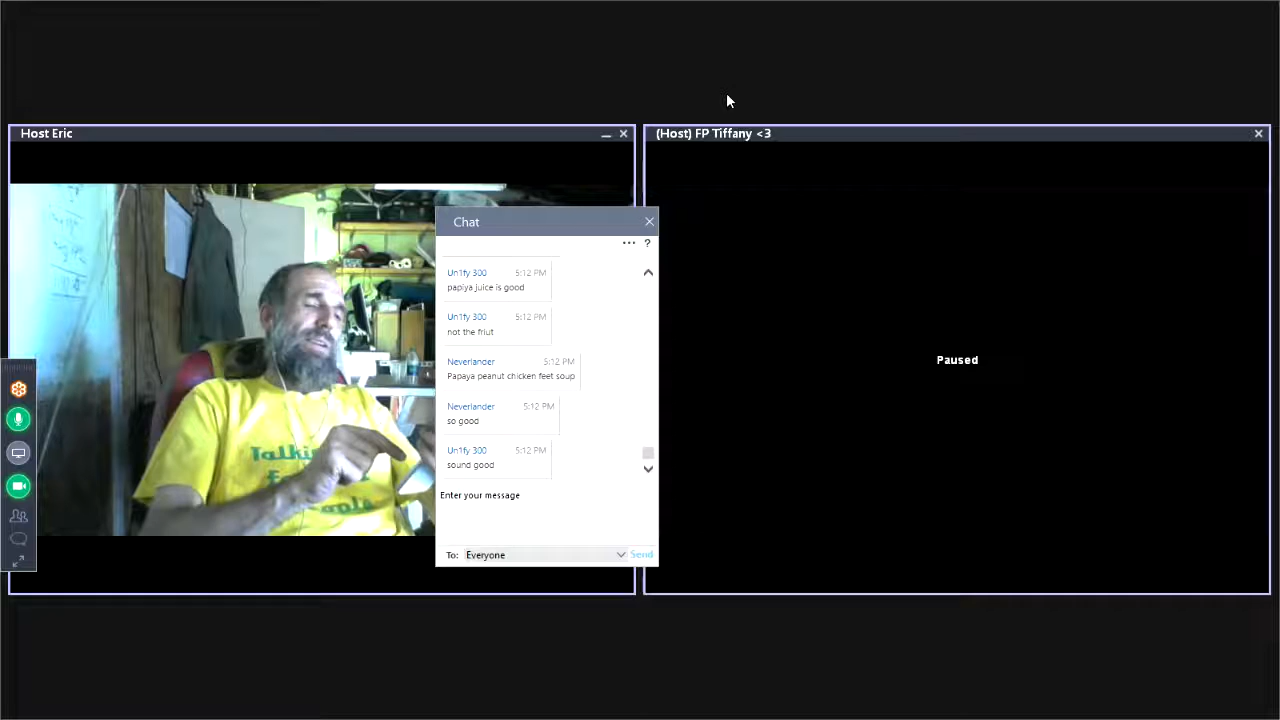 Host Eric
(Host) FP Tiffany <3
Chat
... ?
Un1fy 300 5:12 PM
papiya juice is good
Un1fy 300 5:12 PM
not the friut
Neverlander 5:12 PM
Papaya peanut chicken feet soup
Neverlander 5:12 PM
so good
Un1fy 300 5:12 PM
sound good
Enter your message
To: Everyone Send
Paused